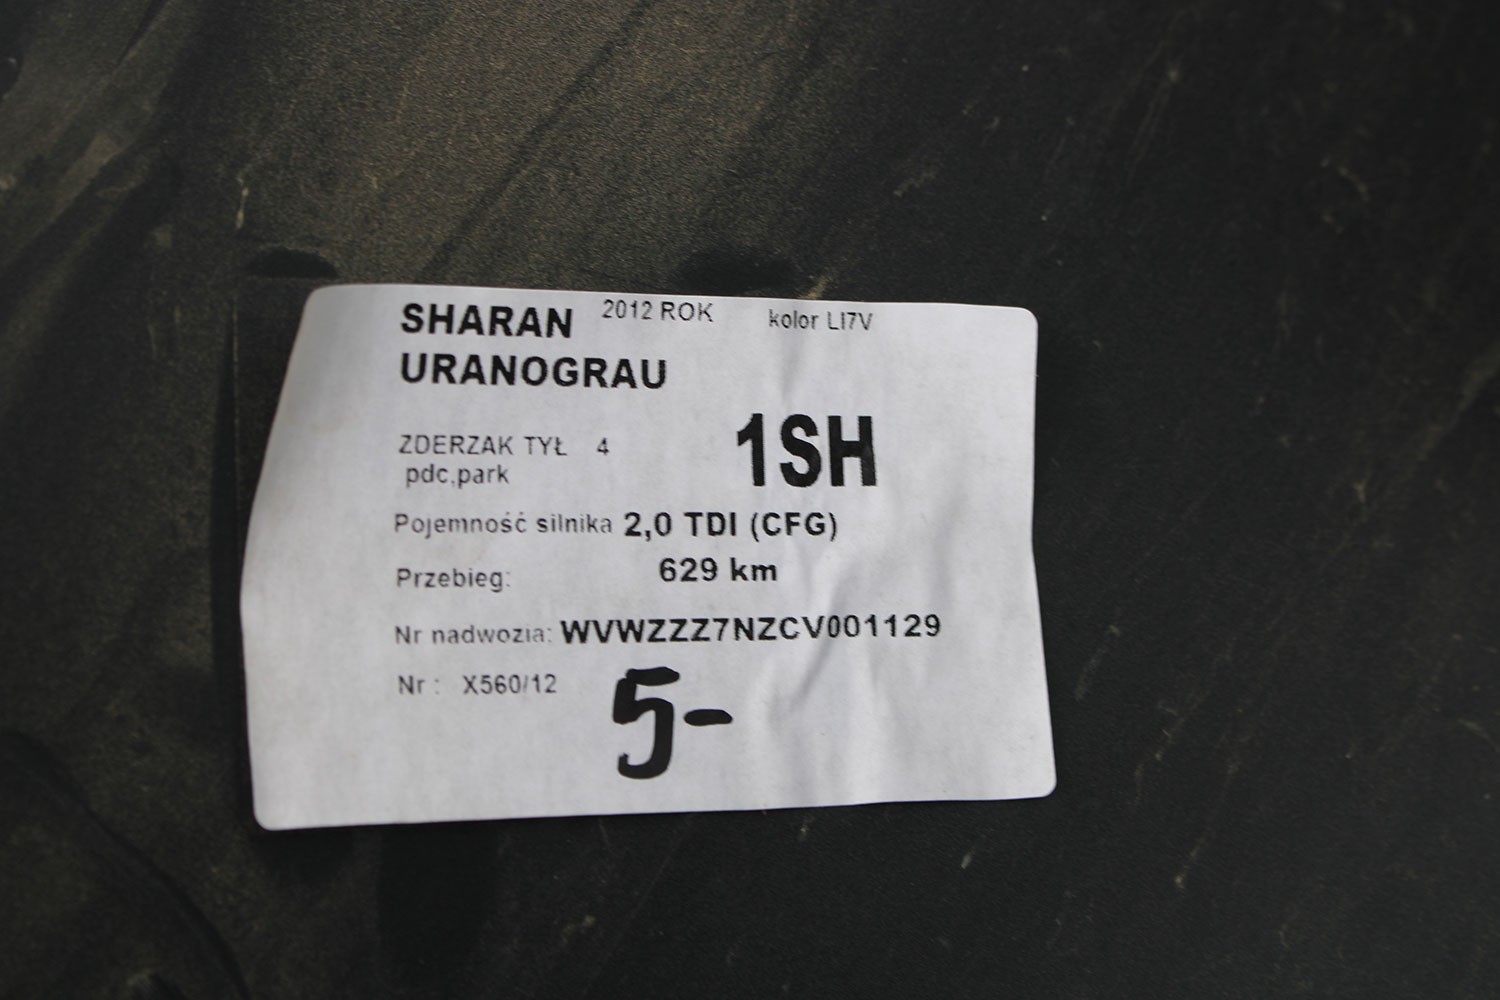 SHARAN 2012 ROK kolor LI7V
URANOGRAU
ZDERZAK TYŁ 4
pdc,park
1SH
Pojemność silnika 2,0 TDI (CFG)
Przebieg: 629 km
Nr nadwozia: WVWZZZ7NZCV001129
Nr : X560/12
5-